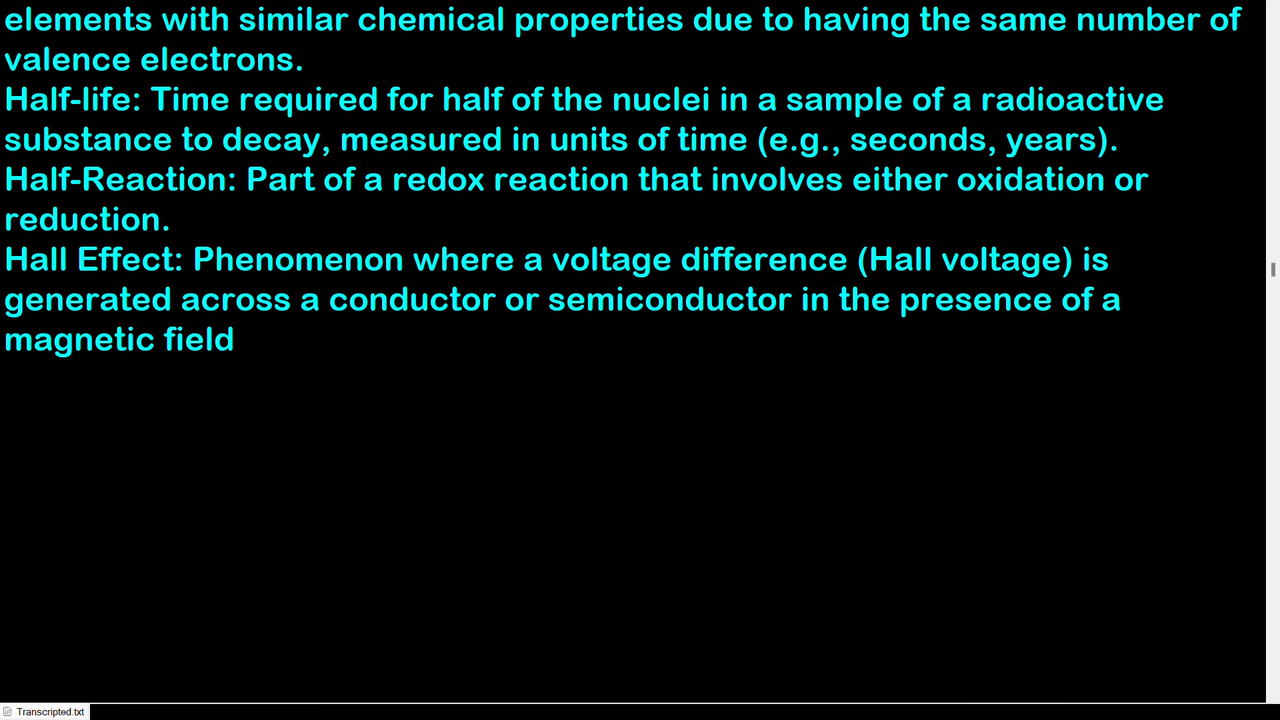 elements with similar chemical properties due to having the same number of
valence electrons.
Half-life: Time required for half of the nuclei in a sample of a radioactive
substance to decay, measured in units of time (e.g., seconds, years).
Half-Reaction: Part of a redox reaction that involves either oxidation or
reduction.
Hall Effect: Phenomenon where a voltage difference (Hall voltage) is
generated across a conductor or semiconductor in the presence of a
magnetic field
Transcripted.txt